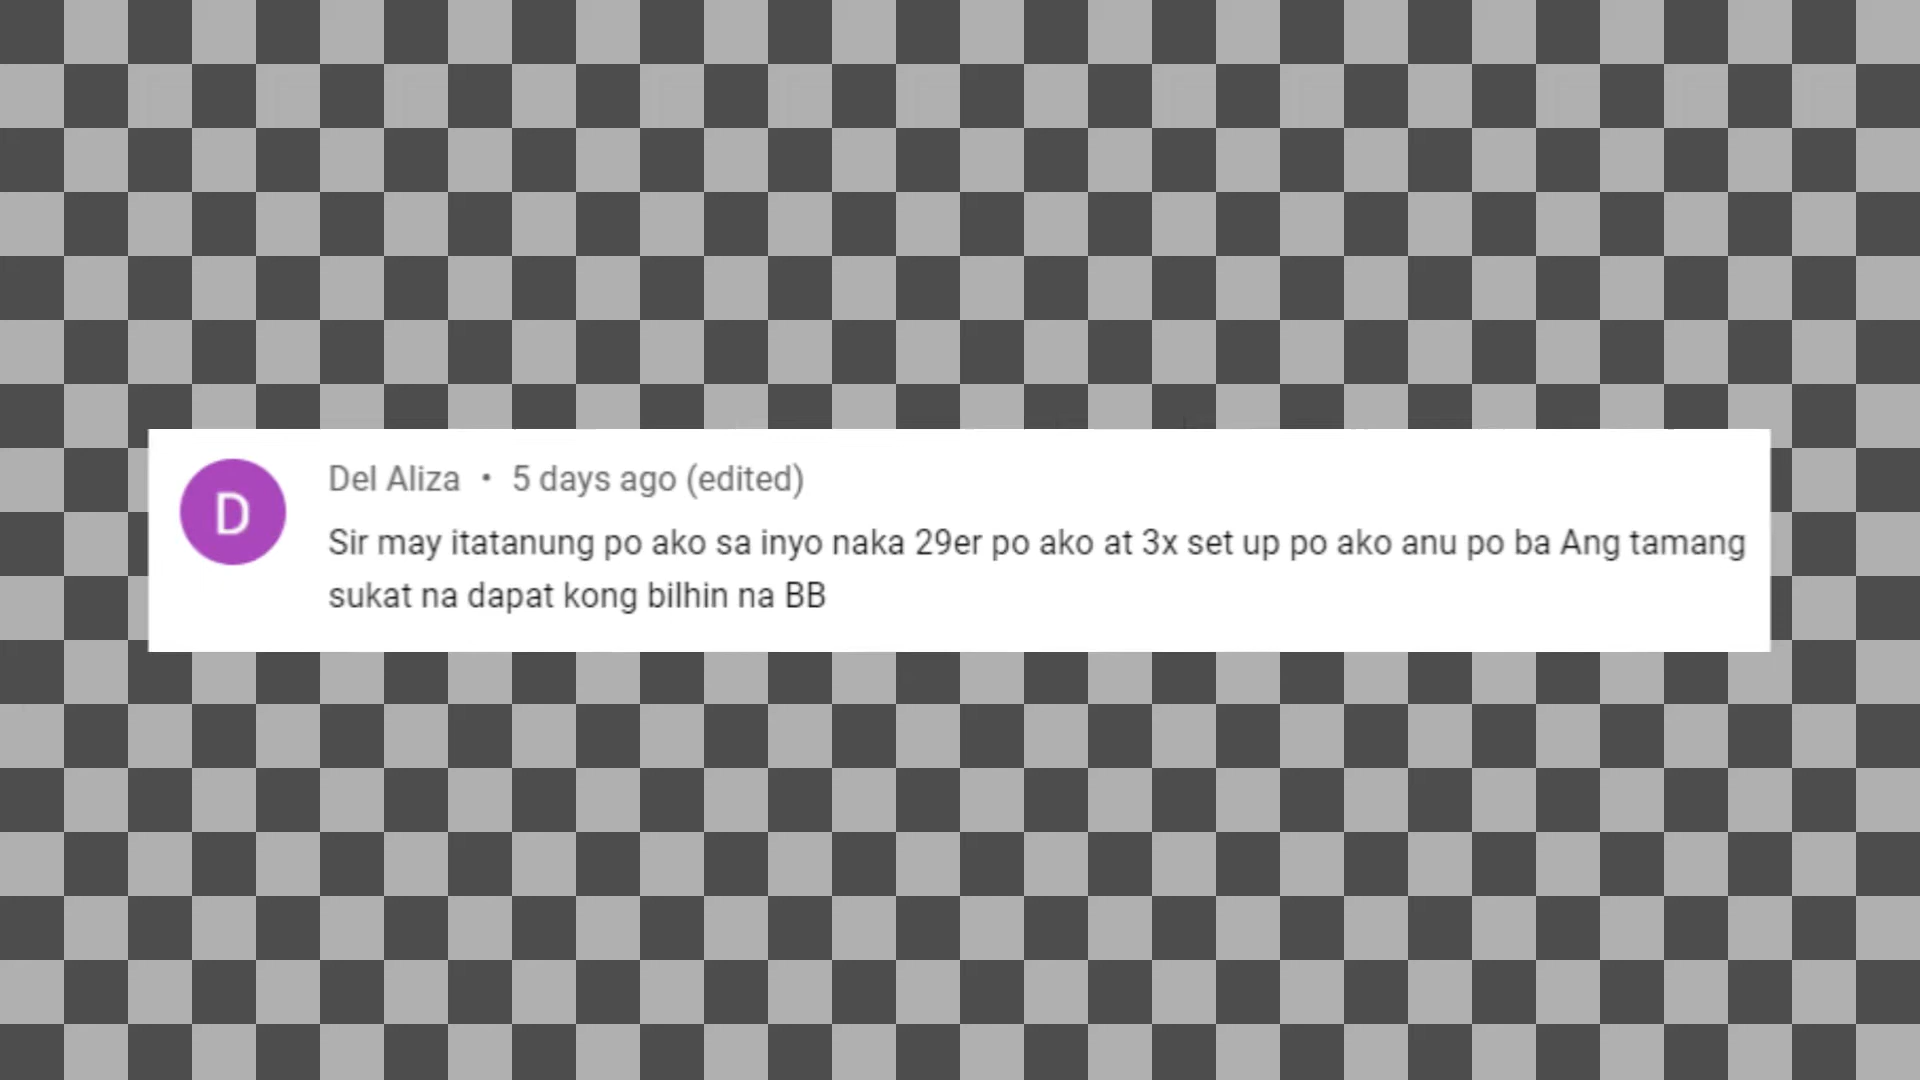 D
Del Aliza • 5 days ago (edited)
Sir may itatanung po ako sa inyo naka 29er po ako at 3x set up po ako anu po ba Ang tamang
sukat na dapat kong bilhin na BB